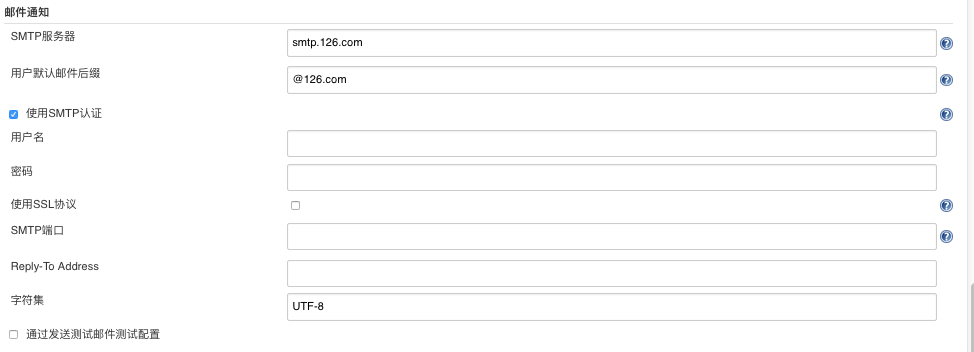 邮件通知
SMTP服务器
smtp.126.com
用户默认邮件后缀
@126.com
使用SMTP认证
用户名
密码
使用SSL协议
SMTP端口
Reply-To Address
字符集
UTF-8
通过发送测试邮件测试配置